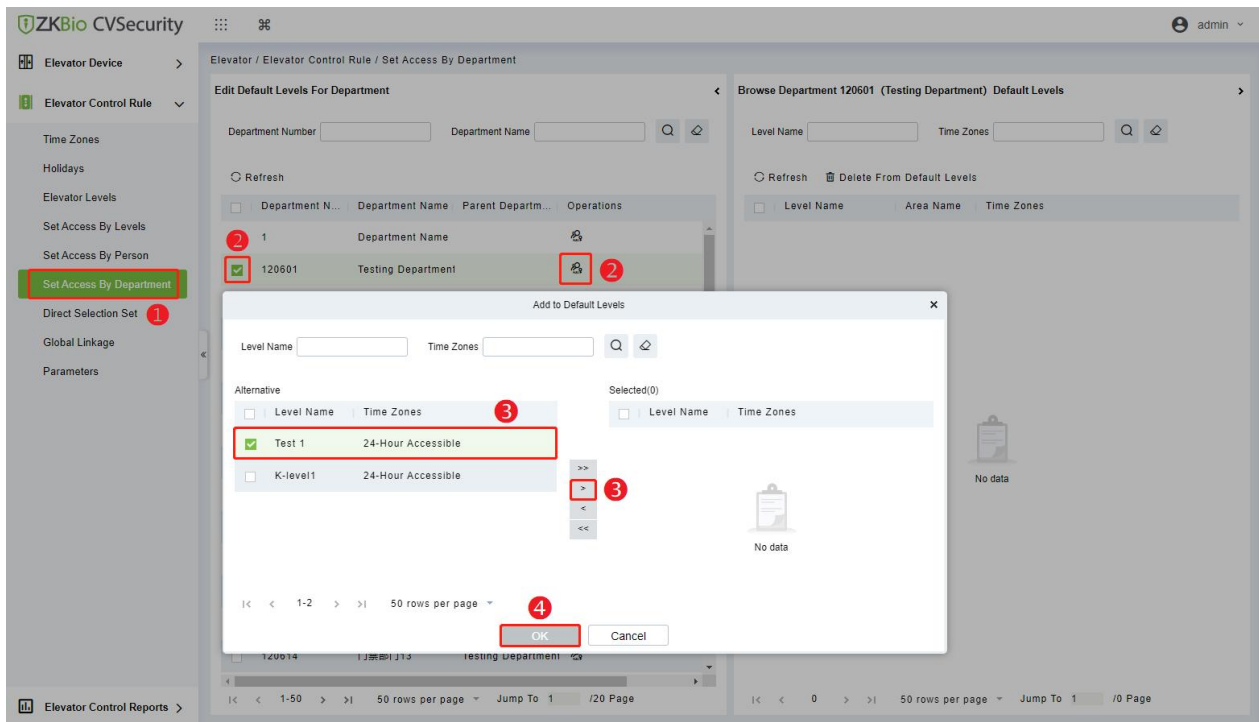 ZKBio CVSecurity
admin
Elevator Device
Elevator Control Rule
Time Zones
Holidays
Elevator Levels
Set Access By Levels
Set Access By Person
Set Access By Department
Direct Selection Set
1
Global Linkage
Parameters
Elevator Control Reports
Elevator / Elevator Control Rule / Set Access By Department
Edit Default Levels For Department
Department Number
Department Name
Refresh
Department N... Department Name Parent Departm... Operations
2
1 Department Name
120601 Testing Department
2
Browse Department 120601 (Testing Department) Default Levels
Level Name
Time Zones
Refresh Delete From Default Levels
Level Name Area Name Time Zones
No data
Add to Default Levels
Level Name
Time Zones
Alternative
Level Name Time Zones
3
Test 1 24-Hour Accessible
K-level1 24-Hour Accessible
>>
>
3
<
<<
Selected(0)
Level Name Time Zones
No data
|< < 1-2 > >| 50 rows per page
4
OK
Cancel
120614 Testing Department
|< < 1-50 > >| 50 rows per page Jump To 1 /20 Page
|< < 0 > >| 50 rows per page Jump To 1 /0 Page